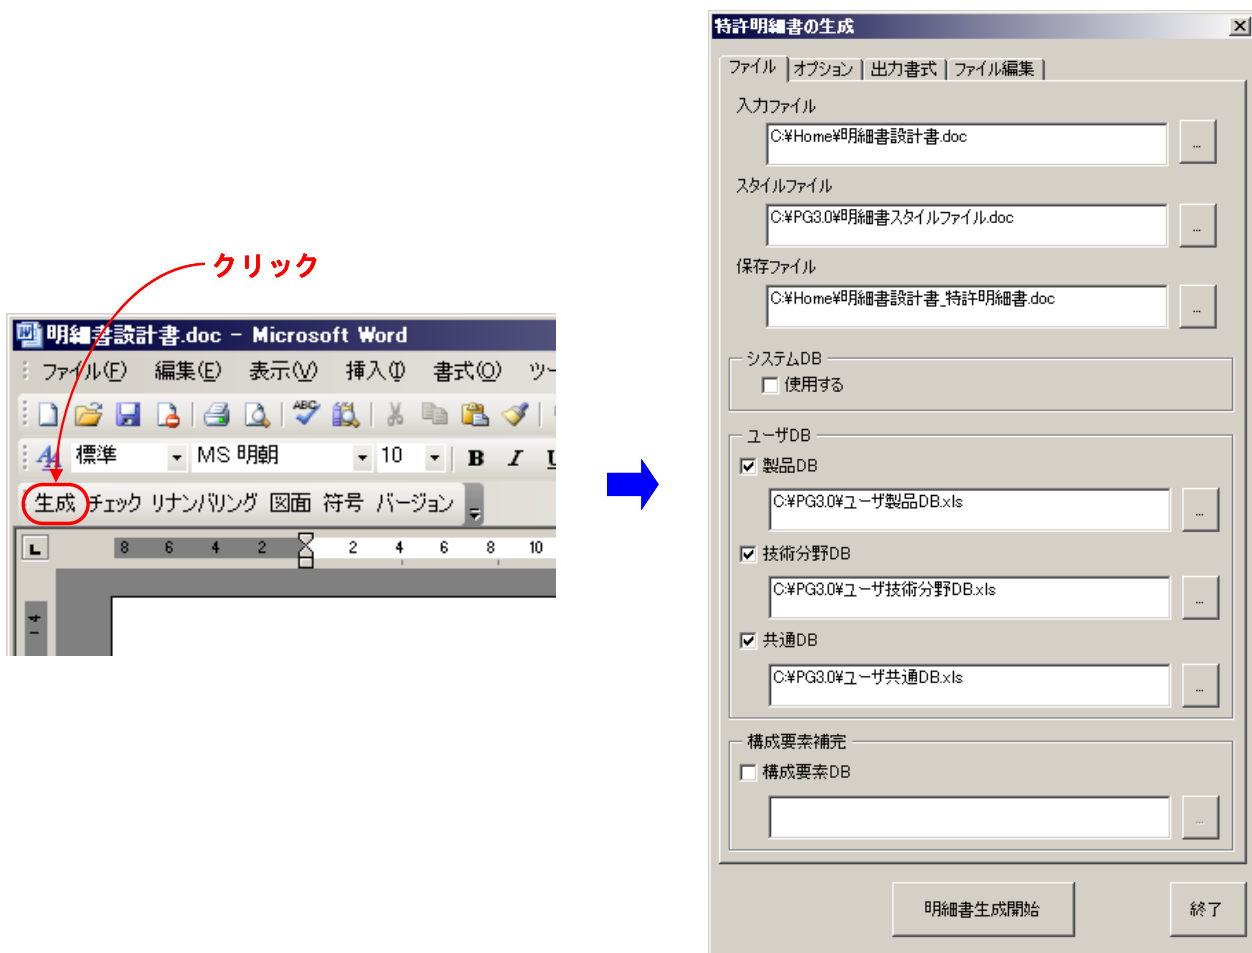 クリック
明細書設計書.doc - Microsoft Word
ファイル(F) 編集(E) 表示(V) 挿入(I) 書式(O) ツー
標準 MS 明朝 10 B I U
生成 チェック リナンバリング 図面 符号 バージョン
L 8 6 4 2 2 4 6 8 10
特許明細書の生成
ファイル オプション 出力書式 ファイル編集
入力ファイル
C:¥Home¥明細書設計書.doc ...
スタイルファイル
C:¥PG3.0¥明細書スタイルファイル.doc ...
保存ファイル
C:¥Home¥明細書設計書_特許明細書.doc ...
システムDB
使用する
ユーザDB
製品DB
C:¥PG3.0¥ユーザ製品DB.xls ...
技術分野DB
C:¥PG3.0¥ユーザ技術分野DB.xls ...
共通DB
C:¥PG3.0¥ユーザ共通DB.xls ...
構成要素補完
構成要素DB
...
明細書生成開始 終了